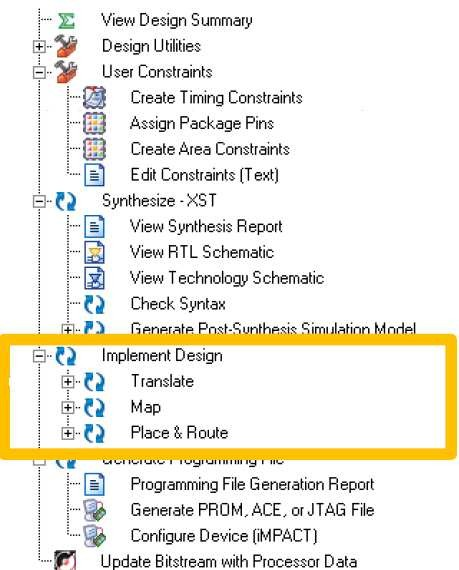 View Design Summary
Design Utilities
User Constraints
Create Timing Constraints
Assign Package Pins
Create Area Constraints
Edit Constraints (Text)
Synthesize - XST
View Synthesis Report
View RTL Schematic
View Technology Schematic
Check Syntax
Generate Post-Synthesis Simulation Model
Implement Design
Translate
Map
Place & Route
Generate Programming File
Programming File Generation Report
Generate PROM, ACE, or JTAG File
Configure Device (iMPACT)
Update Bitstream with Processor Data